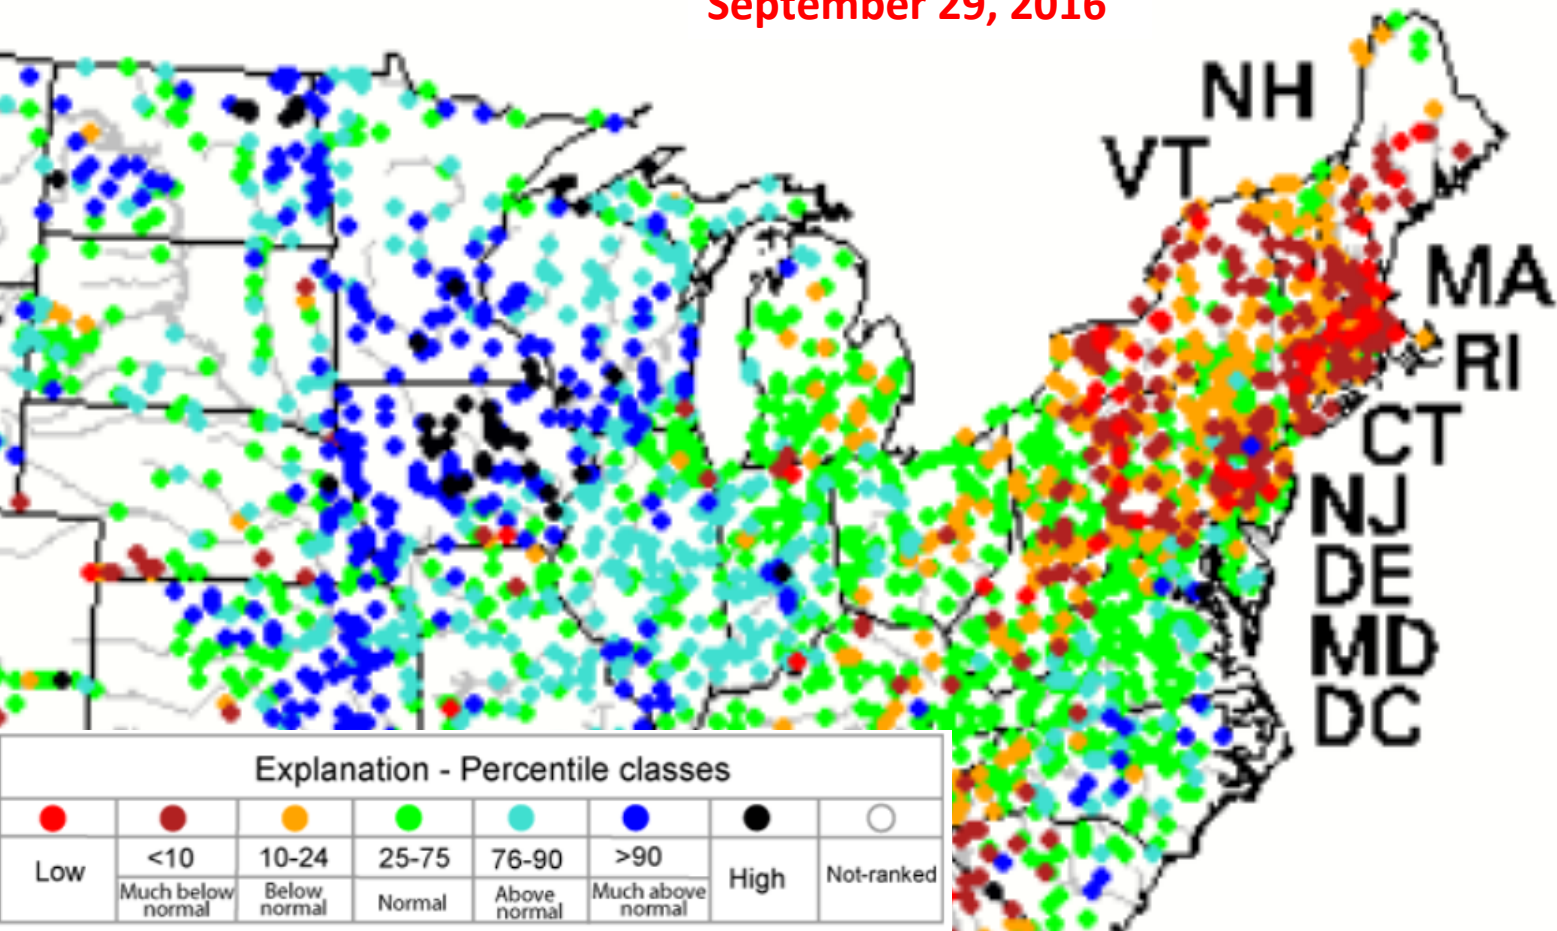 September 29, 2016
NH
VT
MA
RI
CT
NJ
DE
MD
DC
Explanation - Percentile classes
Low
<10
10-24
25-75
76-90
>90
High
Not-ranked
Much below normal
Below normal
Normal
Above normal
Much above normal